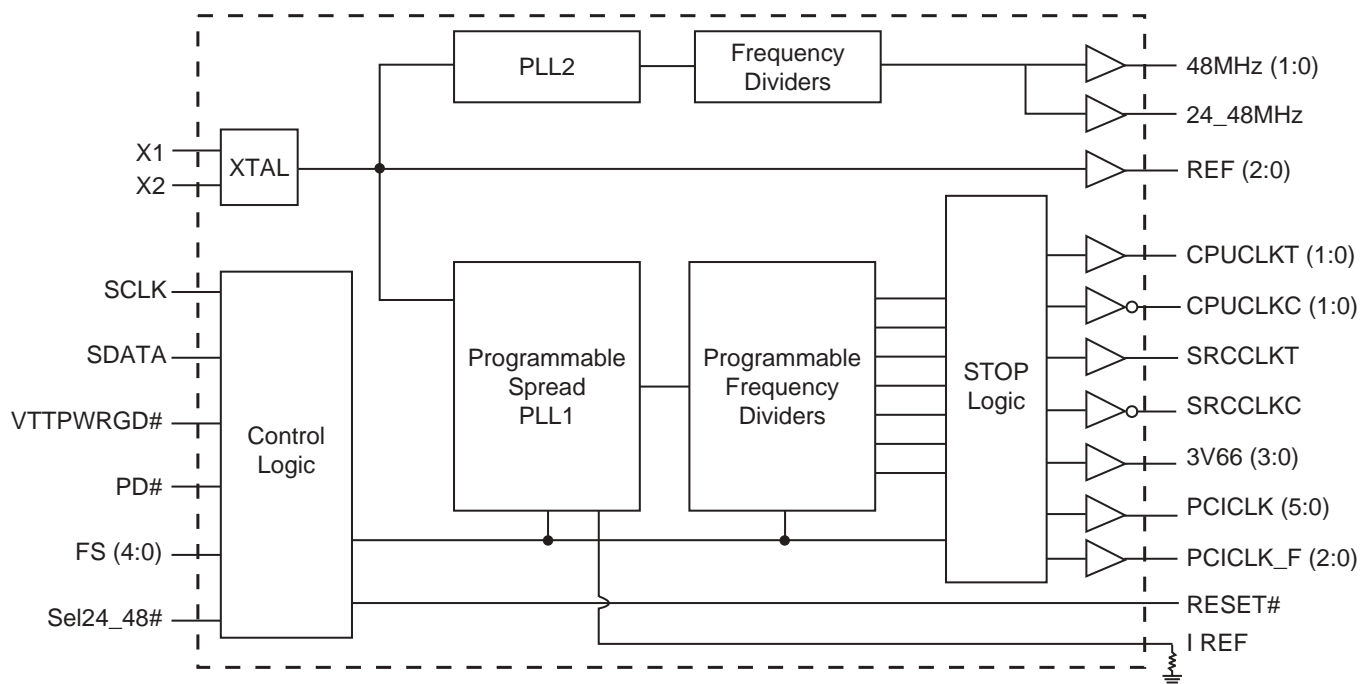 PLL2
Frequency
Dividers
48MHz (1:0)
24_48MHz
X1
X2
XTAL
REF (2:0)
SCLK
SDATA
VTTPWRGD#
PD#
FS (4:0)
Sel24_48#
Control
Logic
Programmable
Spread
PLL1
Programmable
Frequency
Dividers
STOP
Logic
CPUCLKT (1:0)
CPUCLKC (1:0)
SRCCLKT
SRCCLKC
3V66 (3:0)
PCICLK (5:0)
PCICLK_F (2:0)
RESET#
I REF